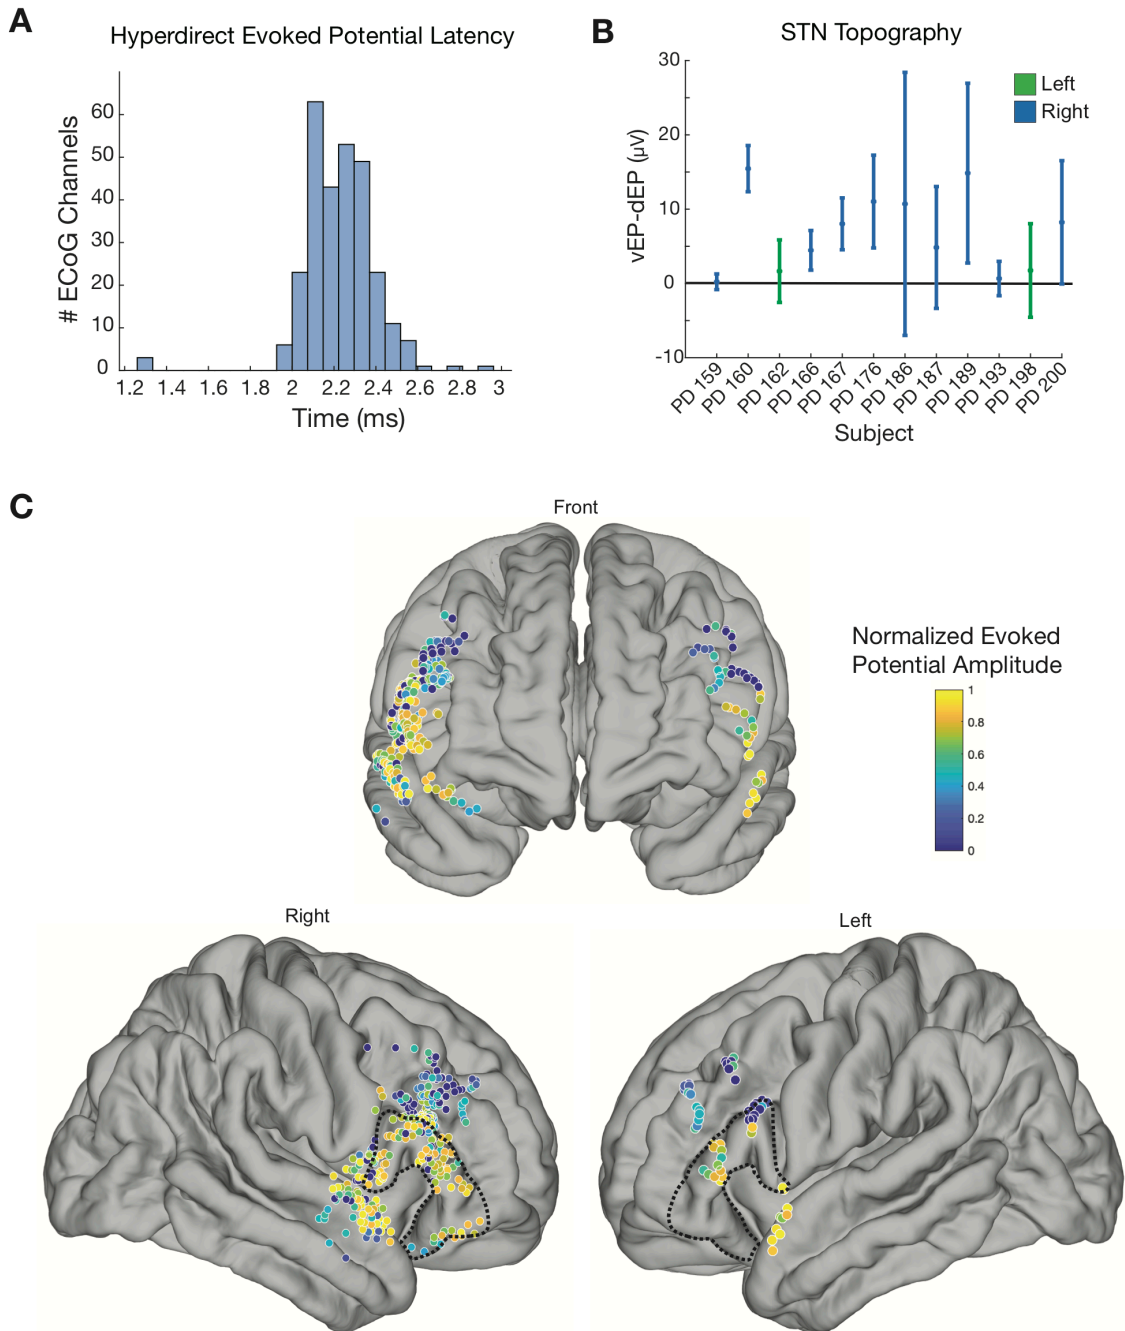 A
Hyperdirect Evoked Potential Latency
# ECoG Channels
60
50
40
30
20
10
0
1.2 1.4 1.6 1.8 2 2.2 2.4 2.6 2.8 3
Time (ms)
B
STN Topography
vEP-dEP (µV)
30
20
10
0
-10
Left
Right
PD 159 PD 160 PD 162 PD 166 PD 167 PD 176 PD 186 PD 187 PD 189 PD 193 PD 198 PD 200
Subject
C
Front
Normalized Evoked
Potential Amplitude
1
0.8
0.6
0.4
0.2
0
Right
Left